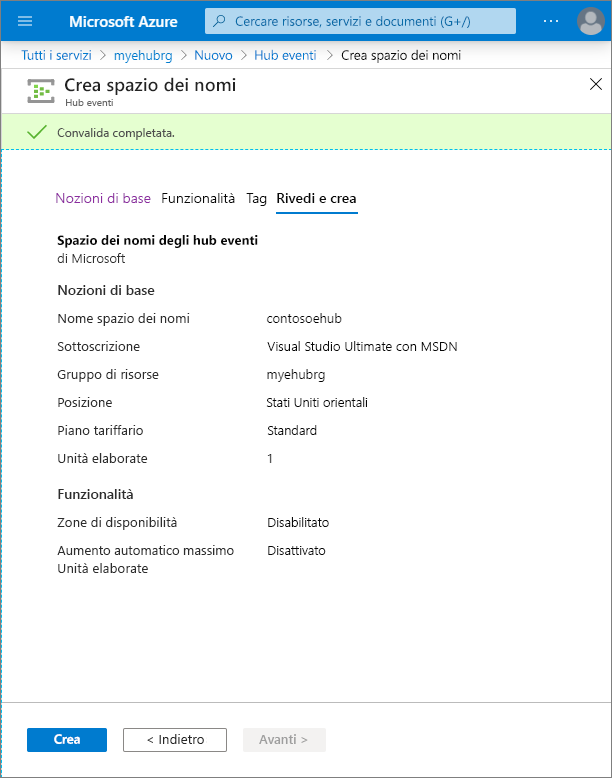 Microsoft Azure
Cercare risorse, servizi e documenti (G+/)
Tutti i servizi > myehubrg > Nuovo > Hub eventi > Crea spazio dei nomi
Crea spazio dei nomi
Hub eventi
Convalida completata.
Nozioni di base Funzionalità Tag Rivedi e crea
Spazio dei nomi degli hub eventi
di Microsoft
Nozioni di base
Nome spazio dei nomi contosoehub
Sottoscrizione Visual Studio Ultimate con MSDN
Gruppo di risorse myehubrg
Posizione Stati Uniti orientali
Piano tariffario Standard
Unità elaborate 1
Funzionalità
Zone di disponibilità Disabilitato
Aumento automatico massimo Disattivato
Unità elaborate
Crea < Indietro Avanti >